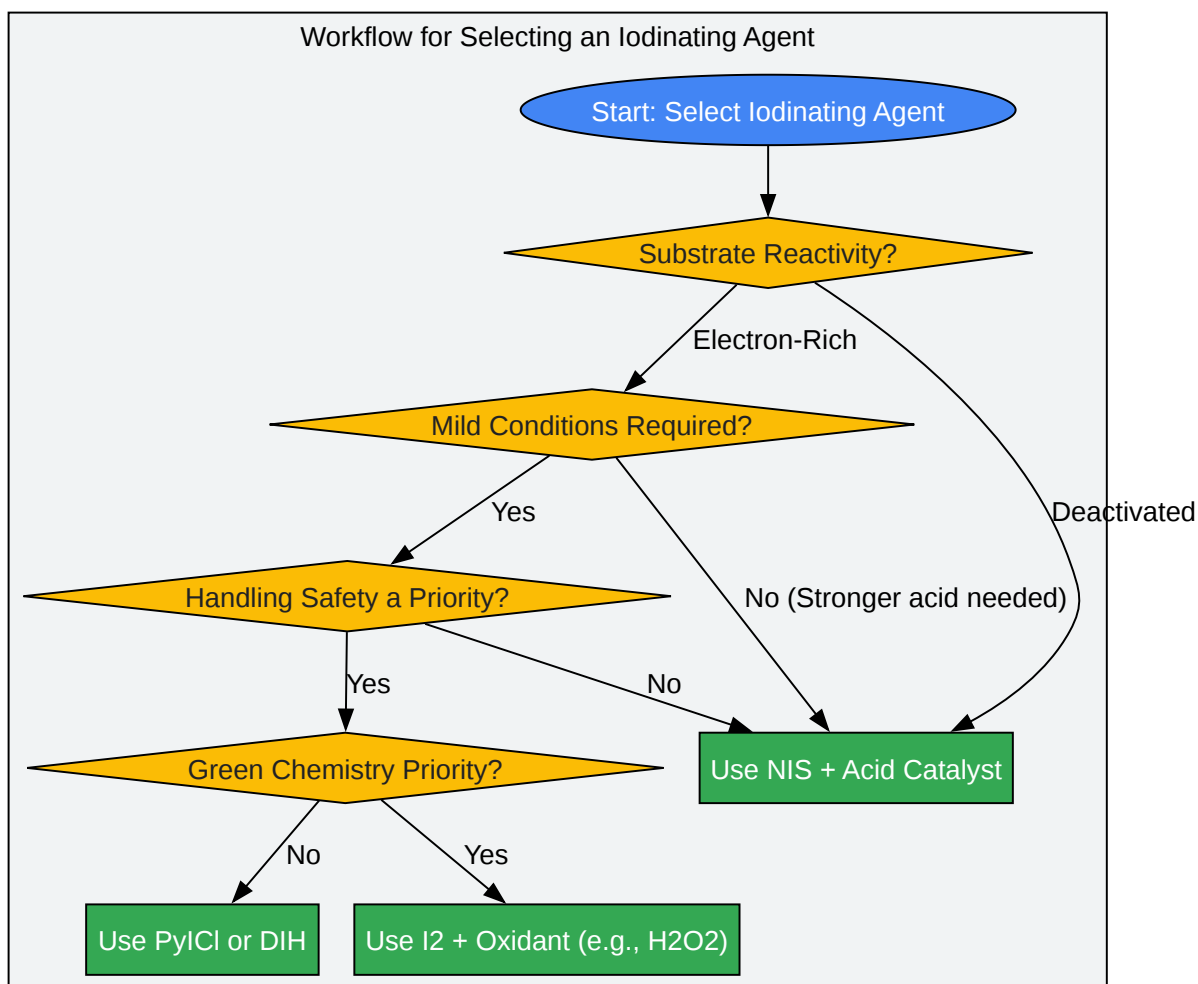 Workflow for Selecting an Iodinating Agent
Start: Select Iodinating Agent
Substrate Reactivity?
Electron-Rich
Mild Conditions Required?
Yes
Deactivated
Handling Safety a Priority?
No (Stronger acid needed)
Yes
No
Green Chemistry Priority?
Use NIS + Acid Catalyst
No
Yes
Use PyICl or DIH
Use I2 + Oxidant (e.g., H2O2)